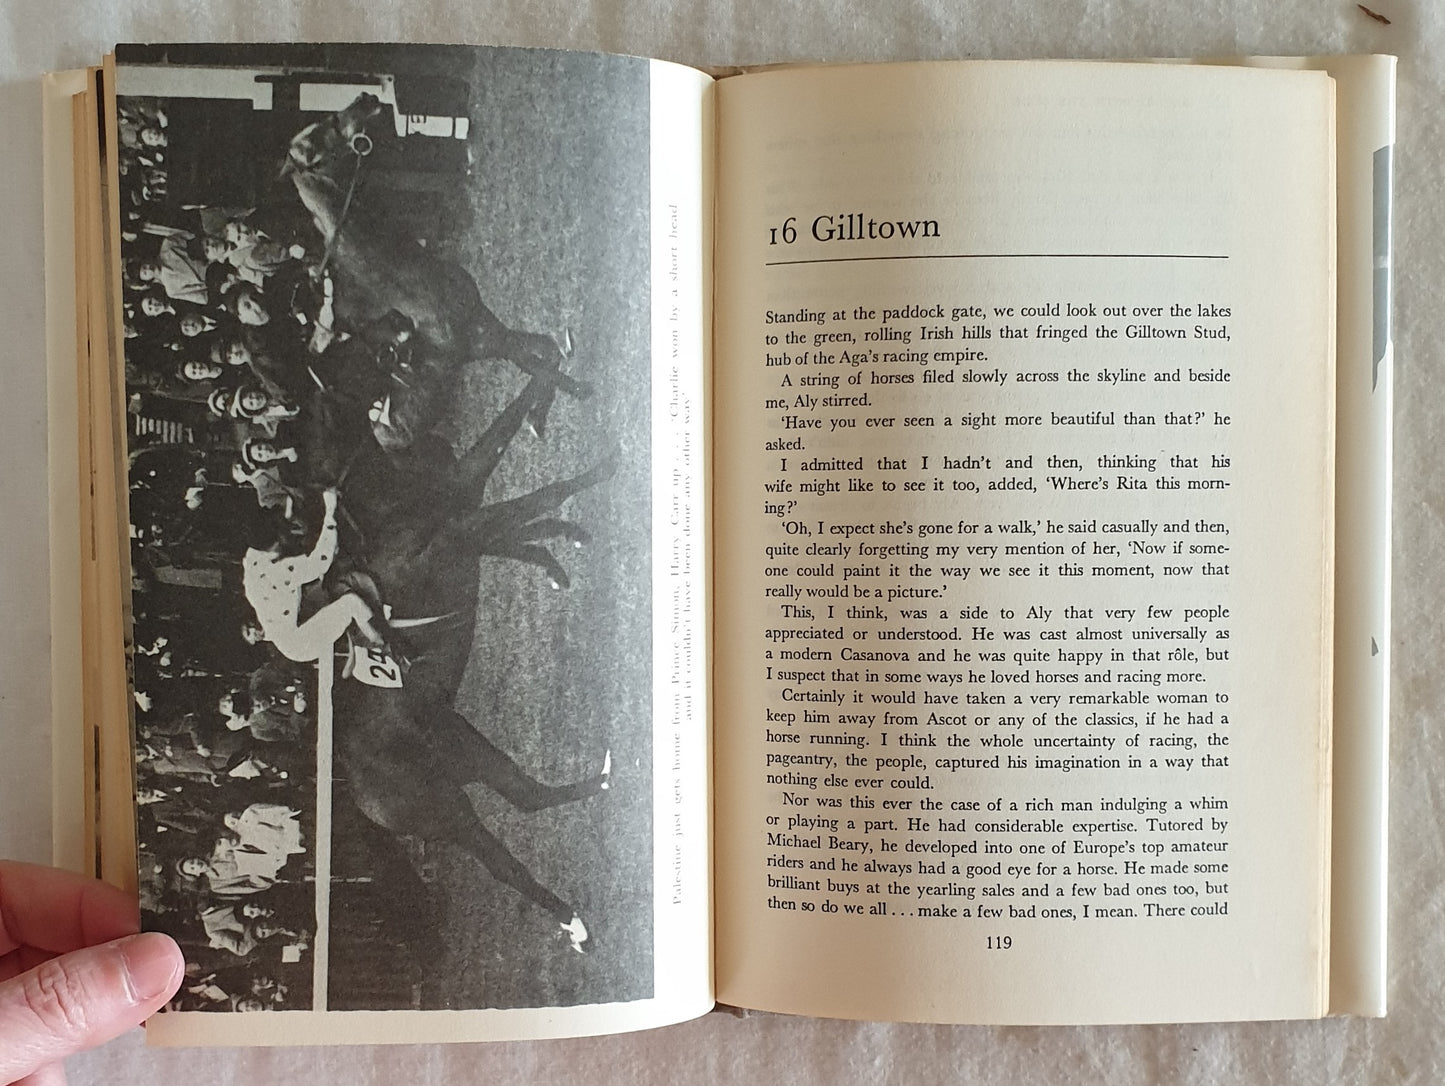 Palestine just gets home from Prince Simon, Harry Carr up . . . 'Charlie won by a short head
and it couldn't have been done any other way'
24
16 Gilltown
Standing at the paddock gate, we could look out over the lakes
to the green, rolling Irish hills that fringed the Gilltown Stud,
hub of the Aga's racing empire.
A string of horses filed slowly across the skyline and beside
me, Aly stirred.
'Have you ever seen a sight more beautiful than that?' he
asked.
I admitted that I hadn't and then, thinking that his
wife might like to see it too, added, 'Where's Rita this morn-
ing?'
'Oh, I expect she's gone for a walk,' he said casually and then,
quite clearly forgetting my very mention of her, 'Now if some-
one could paint it the way we see it this moment, now that
really would be a picture.'
This, I think, was a side to Aly that very few people
appreciated or understood. He was cast almost universally as
a modern Casanova and he was quite happy in that rôle, but
I suspect that in some ways he loved horses and racing more.
Certainly it would have taken a very remarkable woman to
keep him away from Ascot or any of the classics, if he had a
horse running. I think the whole uncertainty of racing, the
pageantry, the people, captured his imagination in a way that
nothing else ever could.
Nor was this ever the case of a rich man indulging a whim
or playing a part. He had considerable expertise. Tutored by
Michael Beary, he developed into one of Europe's top amateur
riders and he always had a good eye for a horse. He made some
brilliant buys at the yearling sales and a few bad ones too, but
then so do we all . . . make a few bad ones, I mean. There could
119